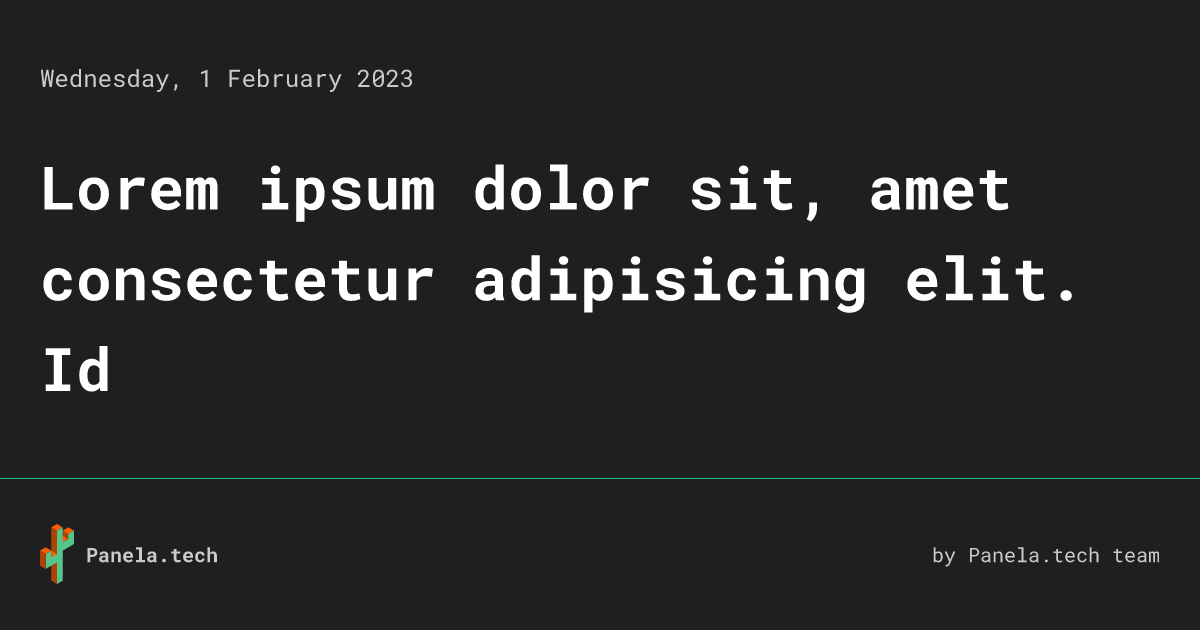 Wednesday, 1 February 2023
Lorem ipsum dolor sit, amet
consectetur adipisicing elit.
Id
Panela.tech
by Panela.tech team